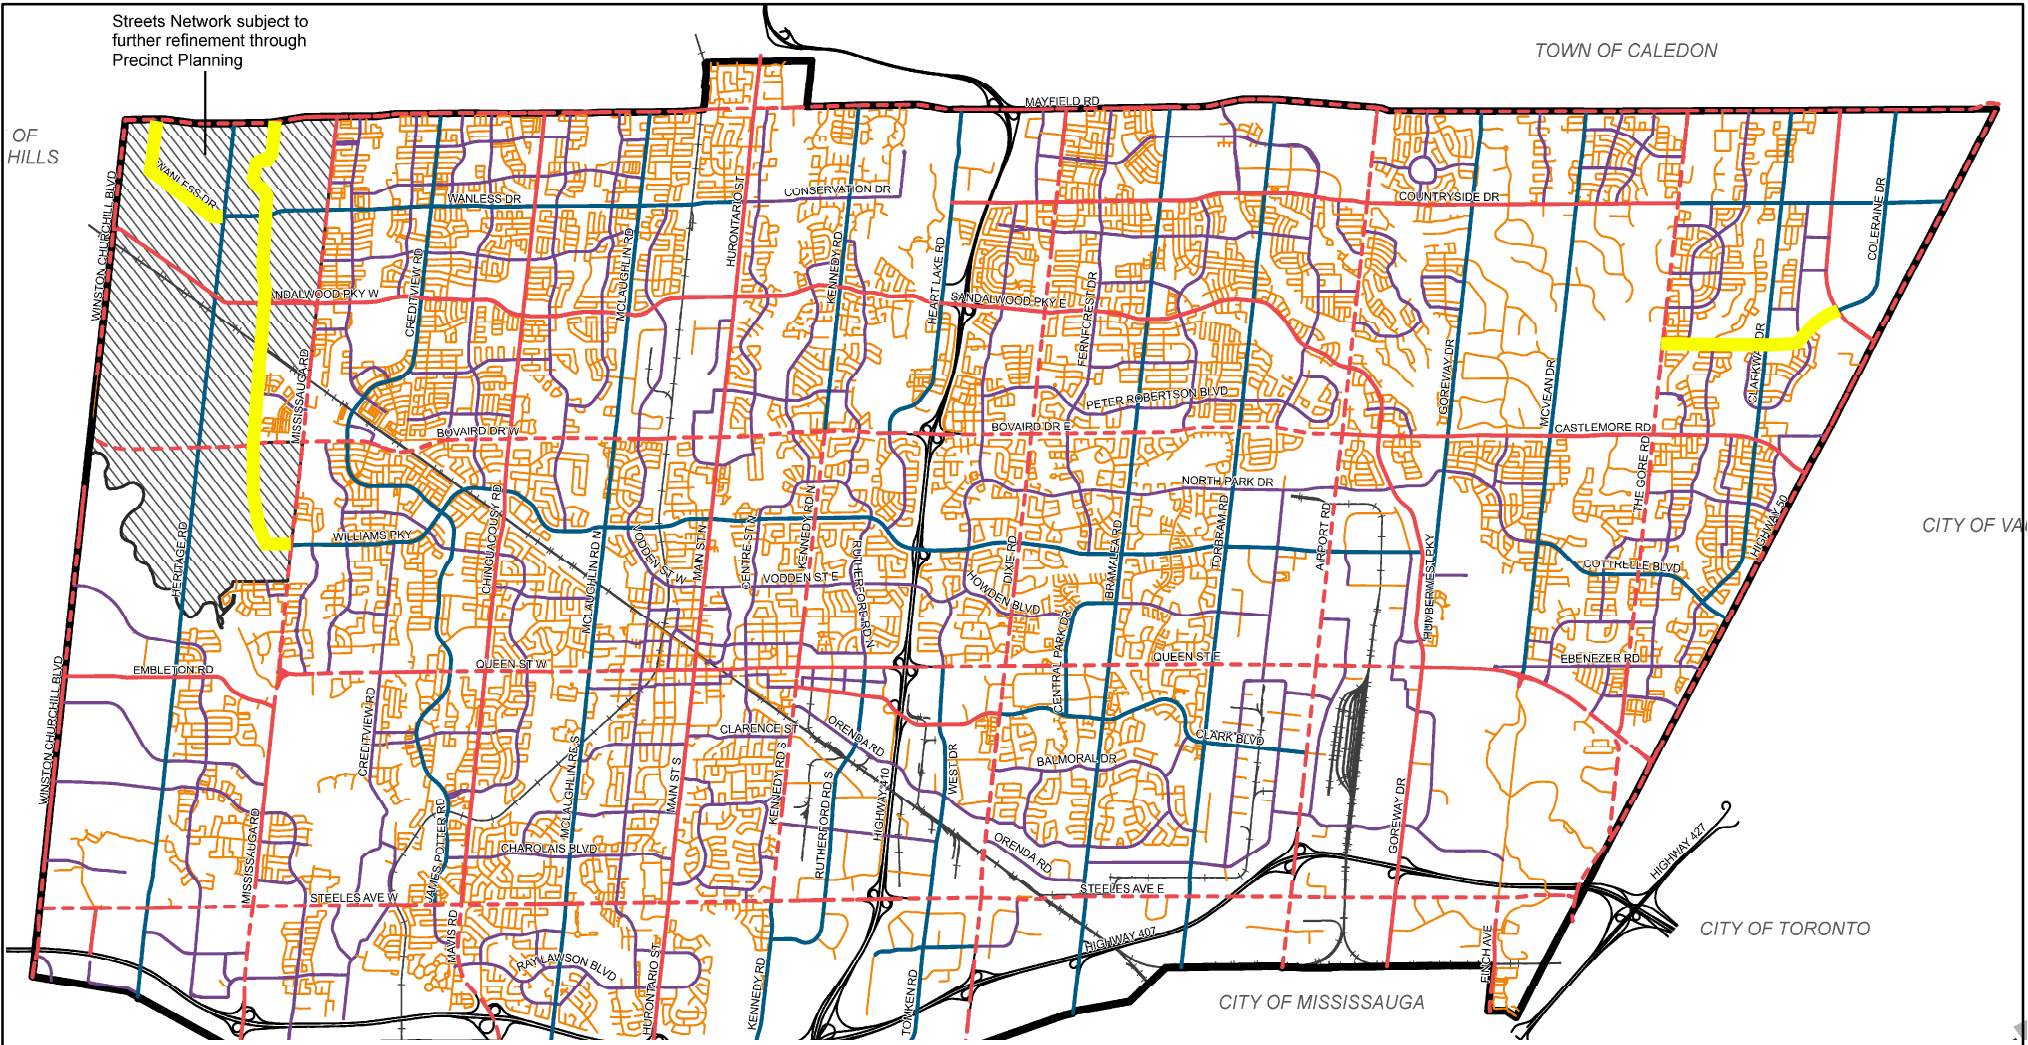 Streets Network subject to
further refinement through
Precinct Planning
TOWN OF CALEDON
OF
HILLS
MAYFIELD RD
WANLESS DR
WANLESS DR
CONSERVATION DR
COUNTRYSIDE DR
COLERAINE DR
WINSTON CHURCHILL BLVD
HURONTARIO ST
CREDITVIEW RD
MCLAUGHLIN RD
KENNEDY RD
HEART LAKE RD
ANDALWOOD PKY W
SANDALWOOD PKY E
FERNFCREST DR
GOREWAY DR
MCVEAN DR
MISSISSAUGA RD
PETER ROBERTSON BLVD
BOVAIRD DR W
BOVAIRD DR E
CASTLEMORE RD
THE GORE RD
NORTH PARK DR
HIGHWAY 50
CITY OF VAU
HERITAGE RD
WILLIAMS PKY
CHINGUACOUSY RD
MCLAUGHLIN RD N
VODDEN ST W
MAIN ST N
CENTRE ST N
KENNEDY RD N
RUTHERFORD RD N
VODDEN ST E
HOWDEN BLVD
DIXIE RD
BRAMALEA RD
TORBRAM RD
AIRPORT RD
HUMBERWEST PKY
COTTRELLE BLVD
EMBLETON RD
QUEEN ST W
QUEEN ST E
CENTRAL PARK DR
EBENEZER RD
WINSTON CHURCHILL BLVD
CREDITVIEW RD
CLARENCE ST
ORENDA RD
CLARK BLVD
BALMORAL DR
WEST DR
MCLAUGHLIN RD S
MAIN ST S
KENNEDY RD S
RUTHERFORD RD S
HIGHWAY 410
GOREWAY DR
HIGHWAY 427
MISSISSAUGA RD
JAMES POTTER RD
CHAROLAIS BLVD
ORENDA RD
STEELES AVE W
STEELES AVE E
CITY OF TORONTO
MAVIS RD
RAY LAWSON BLVD
HURONTARIO ST
KENNEDY RD
TOMKEN RD
HIGHWAY 407
FINCH AVE
CITY OF MISSISSAUGA